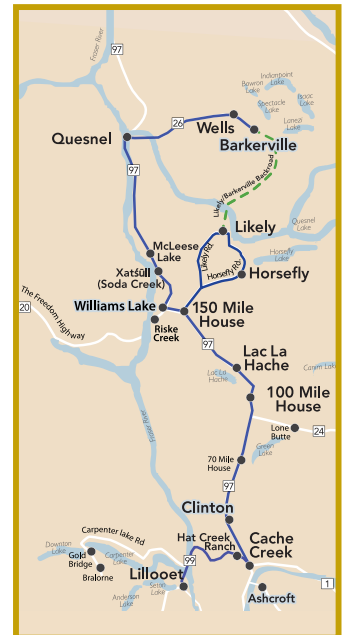 Fraser River
97
Indianpoint
Lake
Bowron
Lake
Isaac
Lake
Spectacle
Lake
Lanezi
Lake
26
Wells
Quesnel
Barkerville
97
Likely/Barkerville Backroad
Likely
Quesnel
Lake
McLeese
Lake
Likely Rd.
Horsefly
Lake
Xatśūll
(Soda Creek)
Horsefly Rd.
Horsefly
The Freedom Highway
20
Williams Lake
150 Mile
House
Riske
Creek
97
Lac La
Hache
Lac La
Hache
Canim Lake
100 Mile
House
Fraser River
Lone
Butte
24
Green
Lake
70 Mile
House
97
Clinton
Carpenter lake Rd
Hat Creek
Ranch
Cache
Creek
Downton
Lake
Gold
Bridge
Carpenter
Lake
99
Bralorne
Lillooet
Seton
Lake
Anderson
Lake
1
Ashcroft